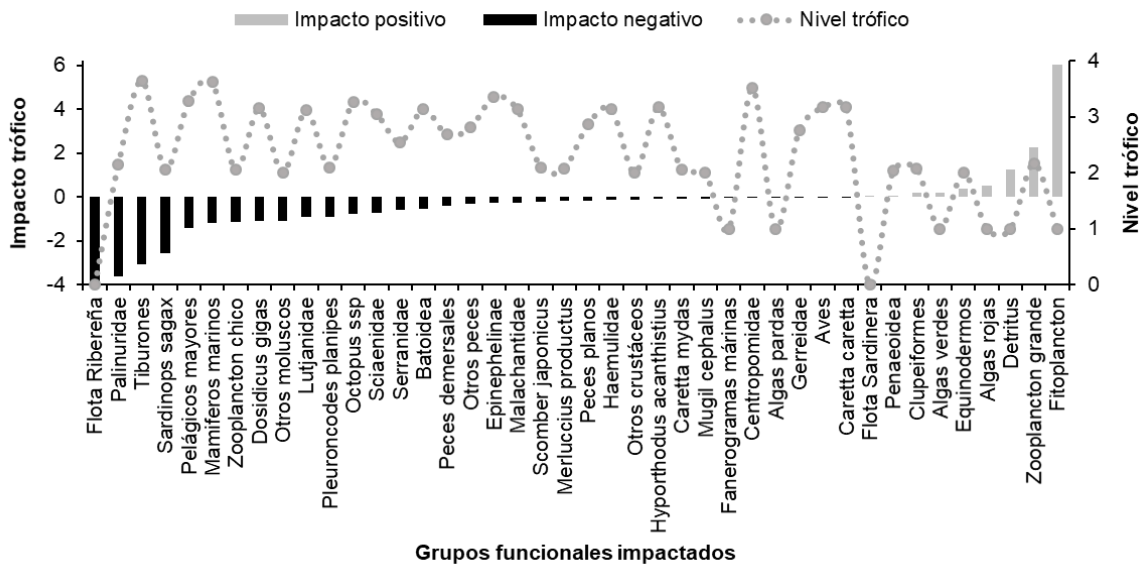 Impacto positivo
Impacto negativo
Nivel trófico
Impacto trófico
6
4
2
0
-2
-4
4
3
2
1
0
Nivel trófico
Flota Ribereña
Palinuridae
Tiburones
Sardinops sagax
Pelágicos mayores
Mamíferos marinos
Zooplancton chico
Dosidicus gigas
Otros moluscos
Lutjanidae
Pleuroncodes planipes
Octopus ssp
Sciaenidae
Serranidae
Batoidea
Peces demersales
Otros peces
Epinephelinae
Malachantidae
Scomber japonicus
Merluccius productus
Peces planos
Haemulidae
Otros crustáceos
Hyporthodus acanthistius
Caretta mydas
Mugil cephalus
Fanerogramas márinas
Centropomidae
Algas pardas
Gerreidae
Aves
Caretta caretta
Flota Sardinera
Penaeoidea
Clupeiformes
Algas verdes
Equinodermos
Algas rojas
Detritus
Zooplancton grande
Fitoplancton
Grupos funcionales impactados